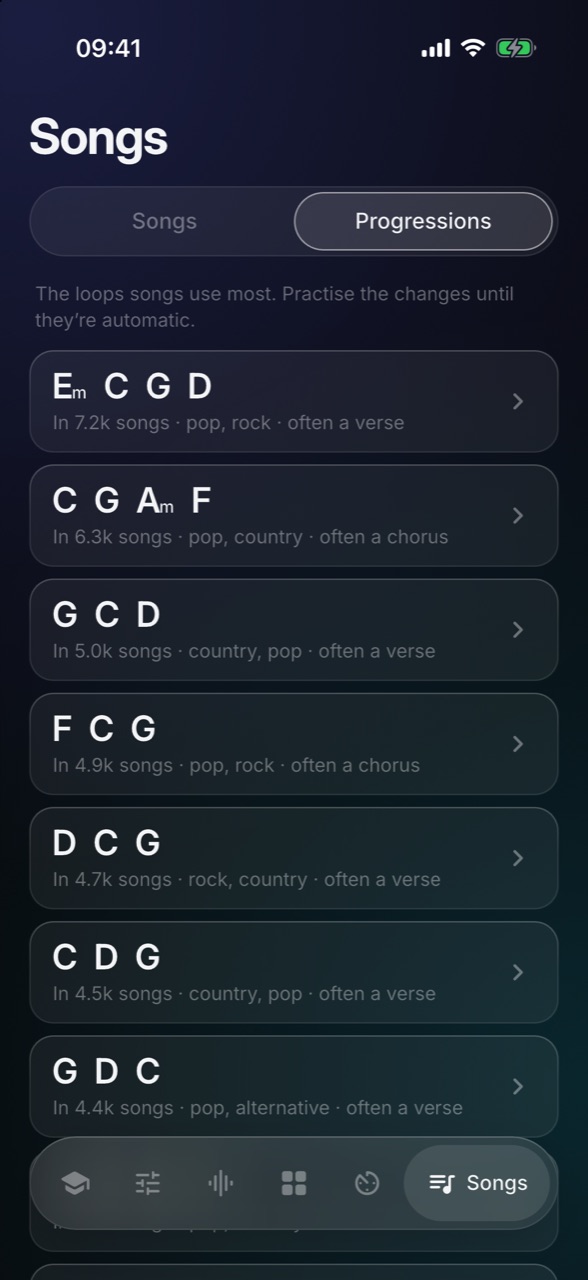 09:41
Songs
Songs
Progressions
The loops songs use most. Practise the changes until
they’re automatic.
Em C G D
In 7.2k songs · pop, rock · often a verse
C G Am F
In 6.3k songs · pop, country · often a chorus
G C D
In 5.0k songs · country, pop · often a verse
F C G
In 4.9k songs · pop, rock · often a chorus
D C G
In 4.7k songs · rock, country · often a verse
C D G
In 4.5k songs · country, pop · often a verse
G D C
In 4.4k songs · pop, alternative · often a verse
Songs